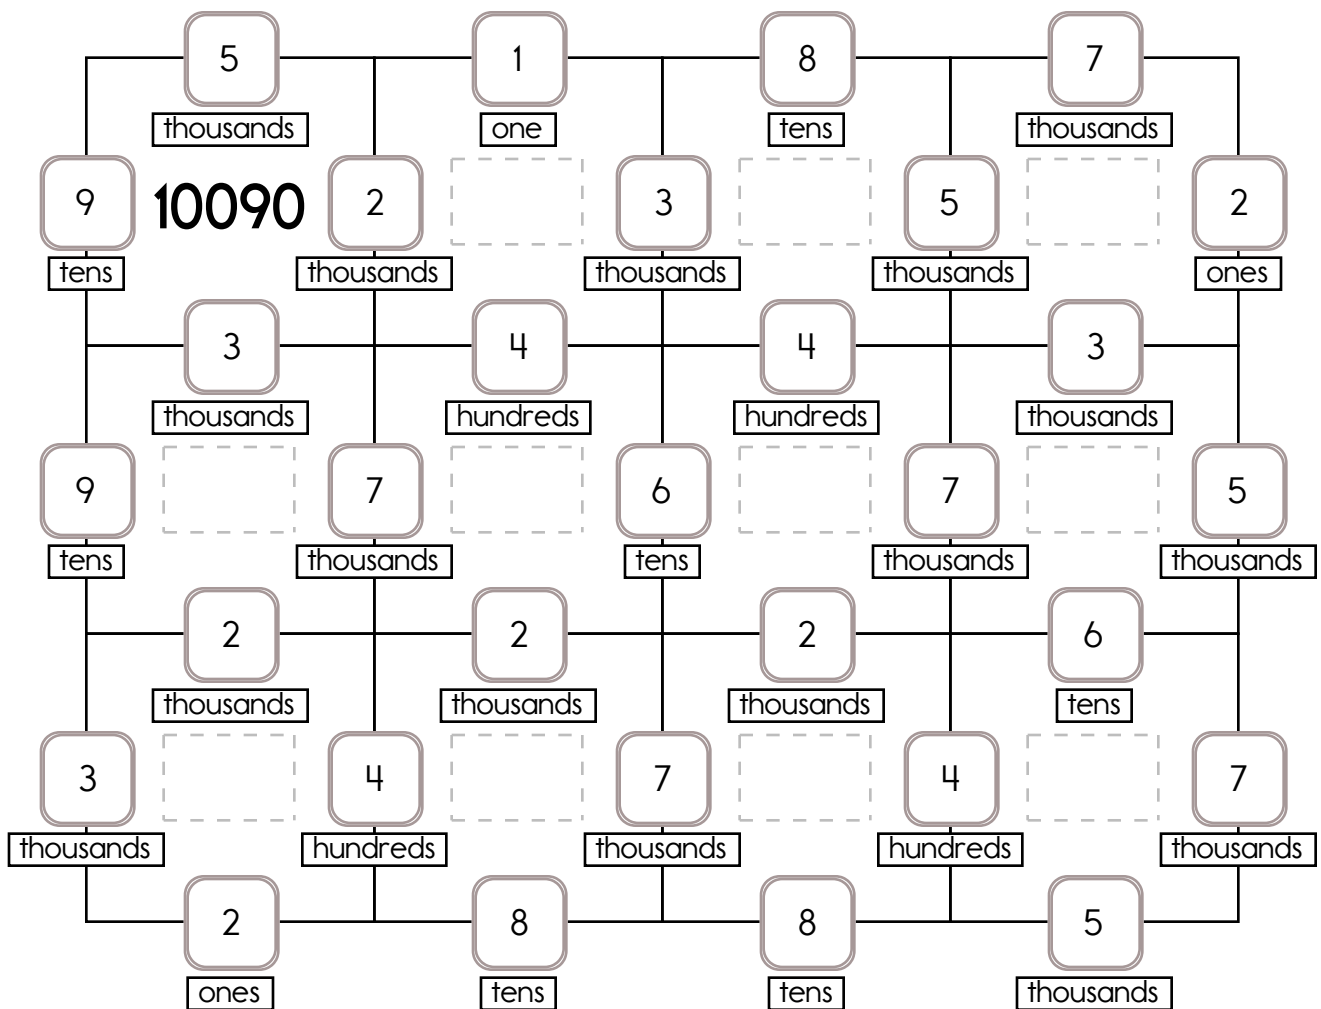 5 1 8 7
thousands one tens thousands
9 10090 2 3 5 2
tens thousands thousands thousands ones
3 4 4 3
thousands hundreds hundreds thousands
9 7 6 7 5
tens thousands tens thousands thousands
2 2 2 6
thousands thousands thousands tens
3 4 7 4 7
thousands hundreds thousands hundreds thousands
2 8 8 5
ones tens tens thousands